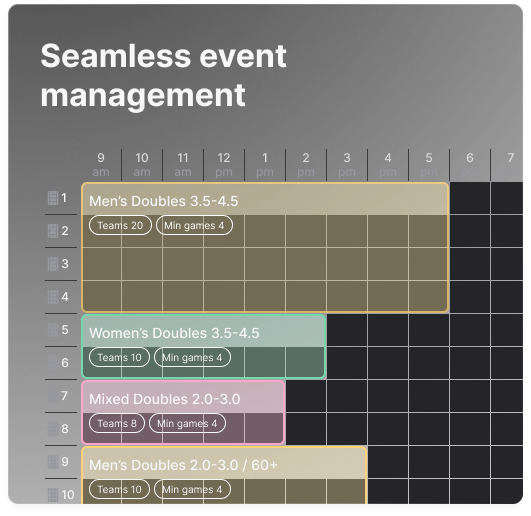 Seamless event
management
9 10 11 12 1 2 3 4 5 6 7
am am am pm pm pm pm pm pm
1 Men’s Doubles 3.5-4.5
2 Teams 20 Min games 4
3
4
5 Women’s Doubles 3.5-4.5
6 Teams 10 Min games 4
7 Mixed Doubles 2.0-3.0
8 Teams 8 Min games 4
9 Men’s Doubles 2.0-3.0 / 60+
10 Teams 10 Min games 4